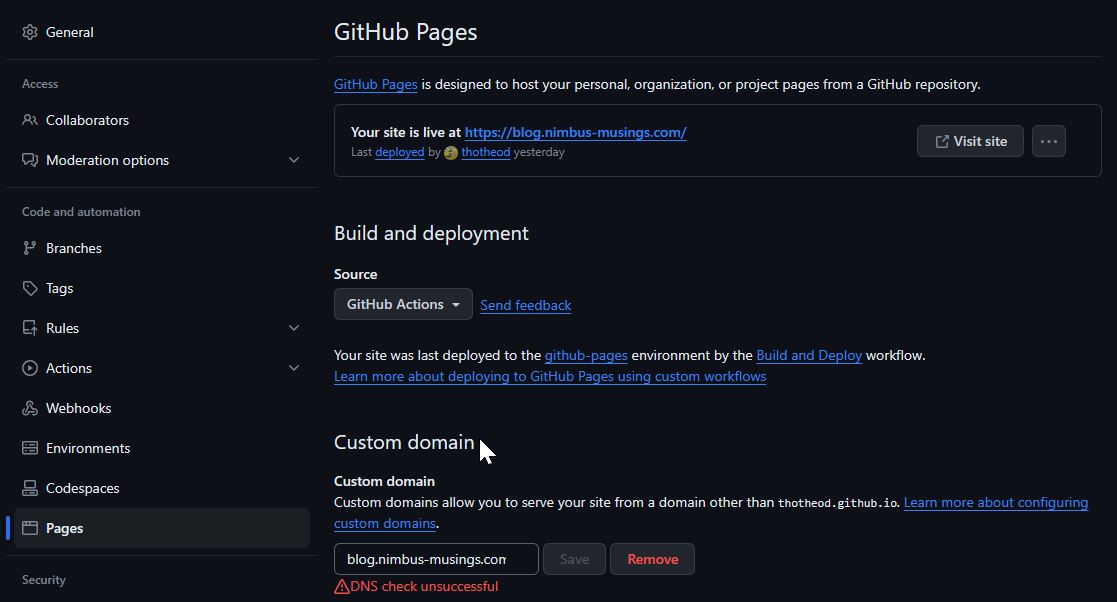 General
Access
Collaborators
Moderation options
Code and automation
Branches
Tags
Rules
Actions
Webhooks
Environments
Codespaces
Pages
Security
GitHub Pages
GitHub Pages is designed to host your personal, organization, or project pages from a GitHub repository.
Your site is live at https://blog.nimbus-musings.com/
Last deployed by thotheod yesterday
Visit site
Build and deployment
Source
GitHub Actions
Send feedback
Your site was last deployed to the github-pages environment by the Build and Deploy workflow.
Learn more about deploying to GitHub Pages using custom workflows
Custom domain
Custom domain
Custom domains allow you to serve your site from a domain other than thotheod.github.io. Learn more about configuring
custom domains.
blog.nimbus-musings.com
Save
Remove
DNS check unsuccessful